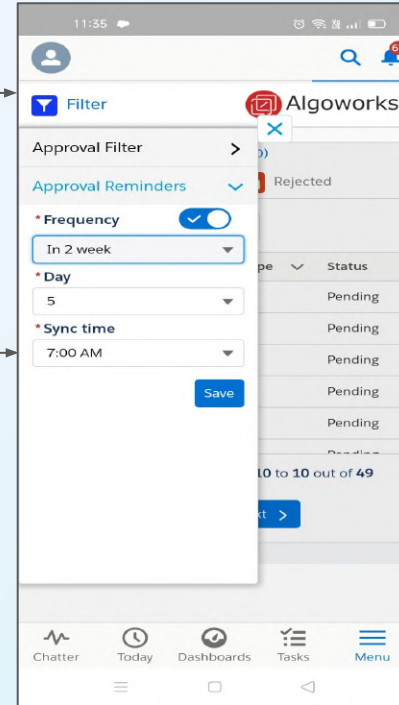 11:35
6
Filter
Algoworks
Approval Filter
Approval Reminders
Rejected
*Frequency
In 2 week
Status
*Day
5
Pending
Pending
*Sync time
7:00 AM
Pending
Save
Pending
Pending
10 to 10 out of 49
Chatter
Today
Dashboards
Tasks
Menu